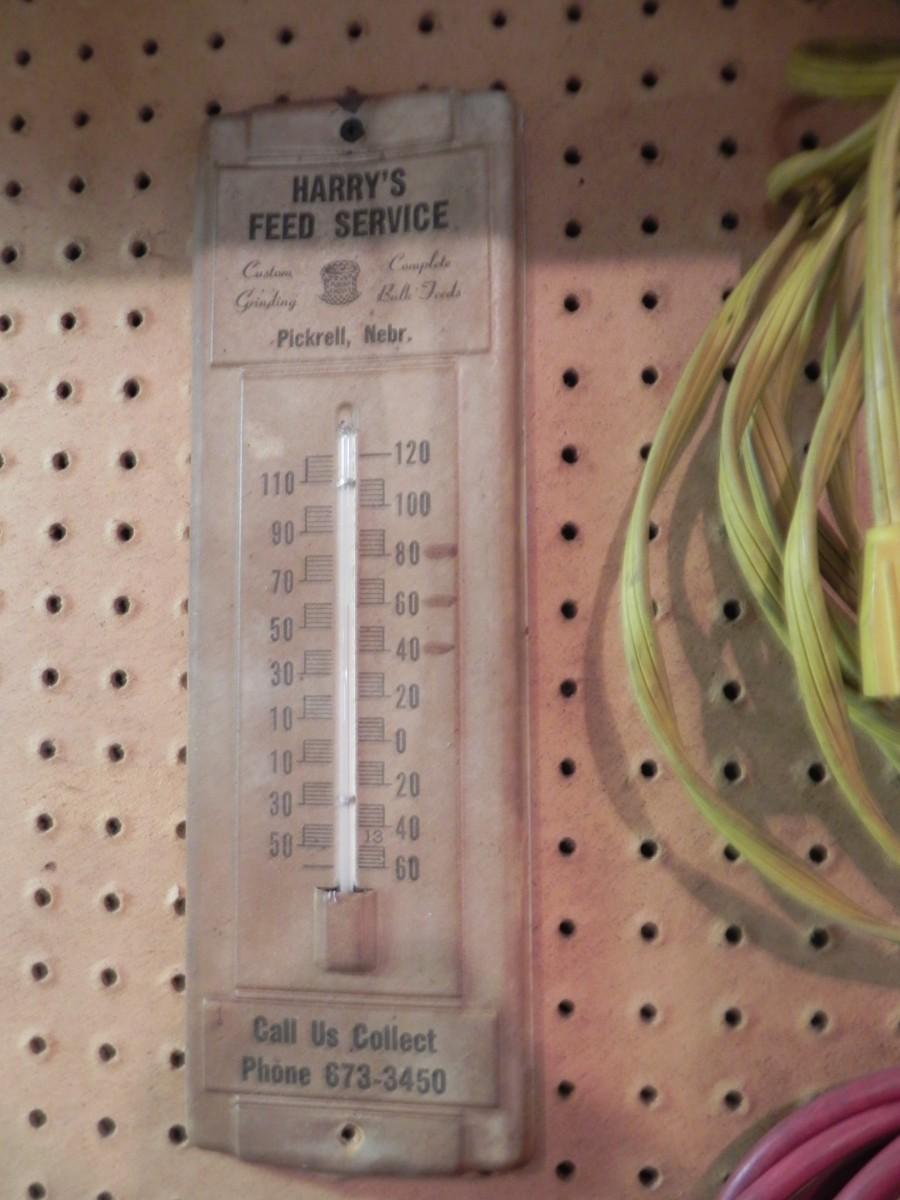 HARRY'S
FEED SERVICE
Custom Complete
Grinding Bulk Feeds
Pickrell, Nebr.
120
110
100
90
80
70
60
50
40
30
20
10
0
10
20
30
40
13
50
60
Call Us Collect
Phone 673-3450